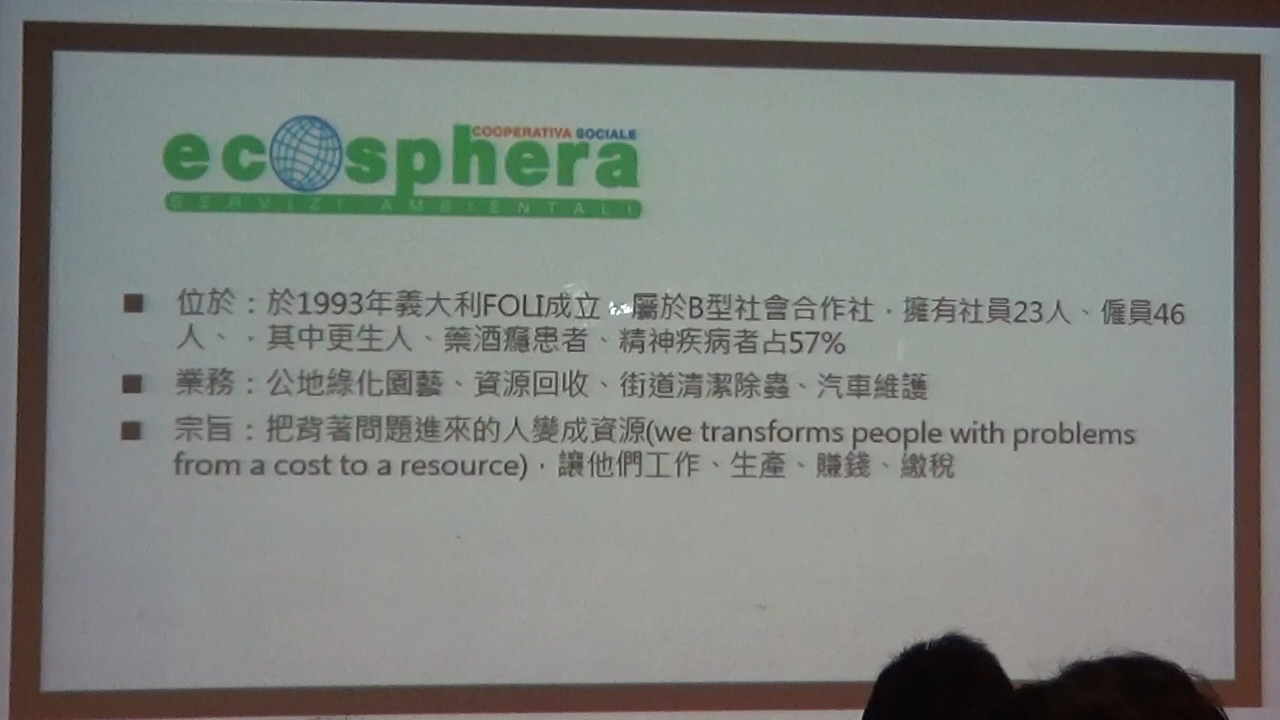 COOPERATIVA SOCIALE
ecosphera
SERVIZI AMBIENTALI
■ 位於：於1993年義大利FOLI成立，屬於B型社會合作社，擁有社員23人、僱員46
人、，其中更生人、藥酒癮患者、精神疾病者占57%
■ 業務：公地綠化園藝、資源回收、街道清潔除蟲、汽車維護
■ 宗旨：把背著問題進來的人變成資源(we transforms people with problems
from a cost to a resource)，讓他們工作、生產、賺錢、繳稅